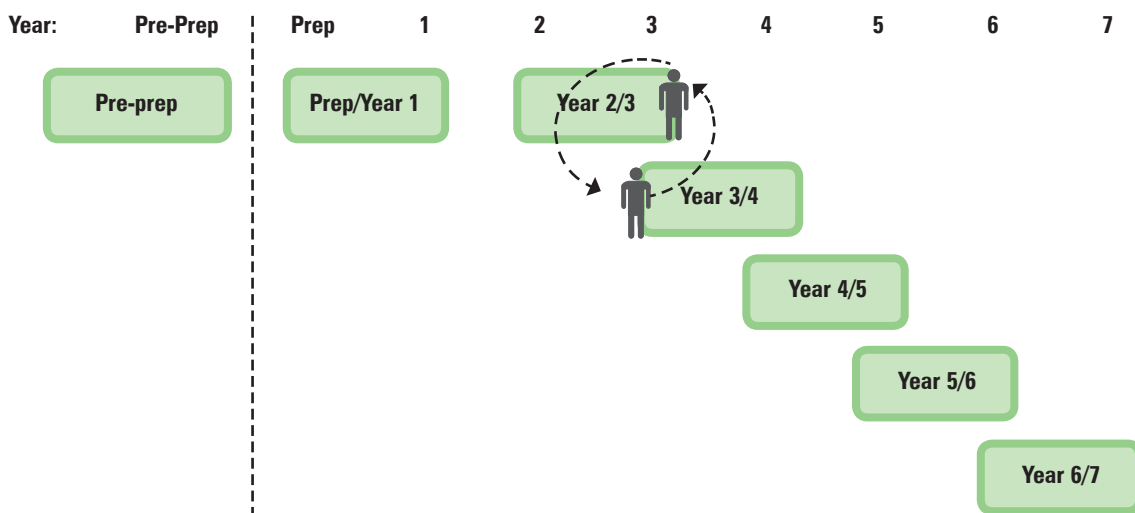 Year: Pre-Prep Prep 1 2 3 4 5 6 7
Pre-prep Prep/Year 1 Year 2/3
Year 3/4
Year 4/5
Year 5/6
Year 6/7